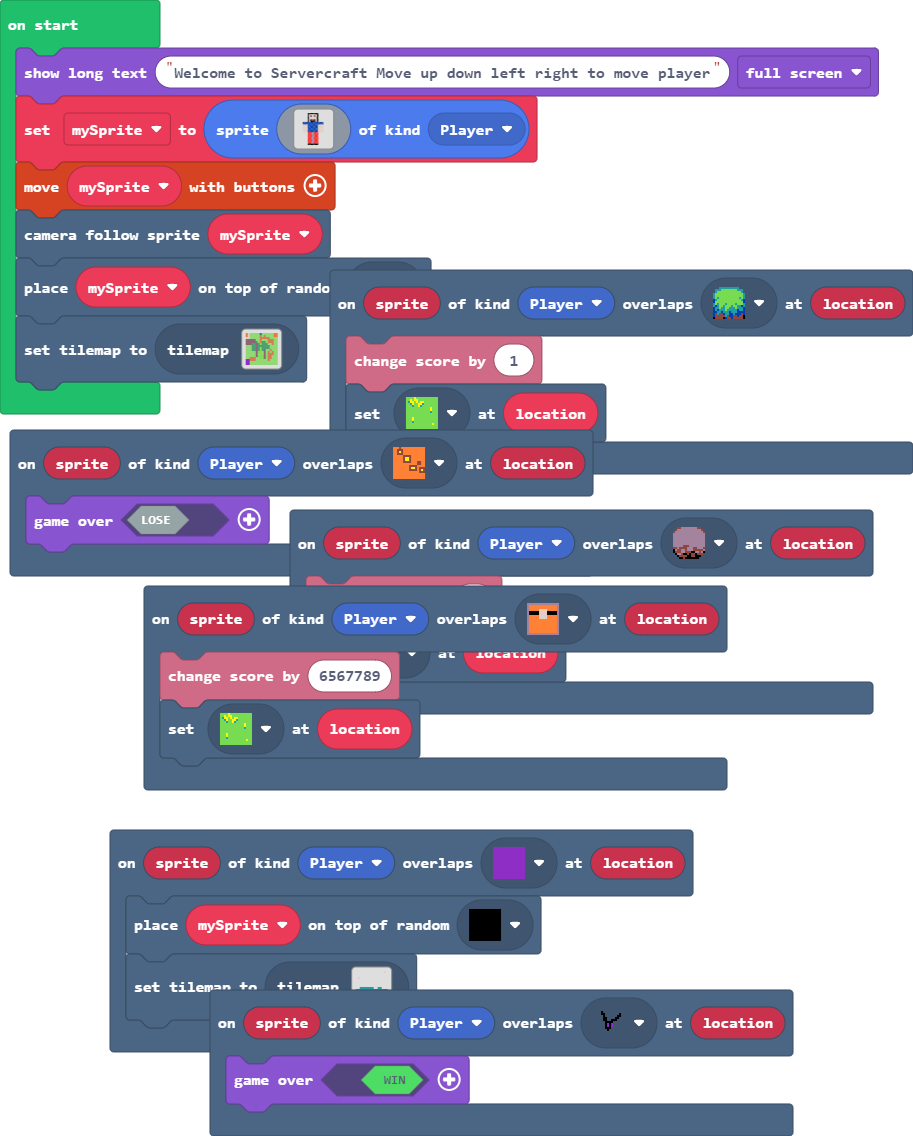 on start
show long text "Welcome to Servercraft Move up down left right to move player" full screen
set mySprite to sprite of kind Player
move mySprite with buttons
camera follow sprite mySprite
place mySprite on top of rando
on sprite of kind Player overlaps at location
set tilemap to tilemap
change score by 1
set at location
on sprite of kind Player overlaps at location
game over LOSE
on sprite of kind Player overlaps at location
on sprite of kind Player overlaps at location
at location
change score by 6567789
set at location
on sprite of kind Player overlaps at location
place mySprite on top of random
set tilemap to tilemap
on sprite of kind Player overlaps at location
game over WIN